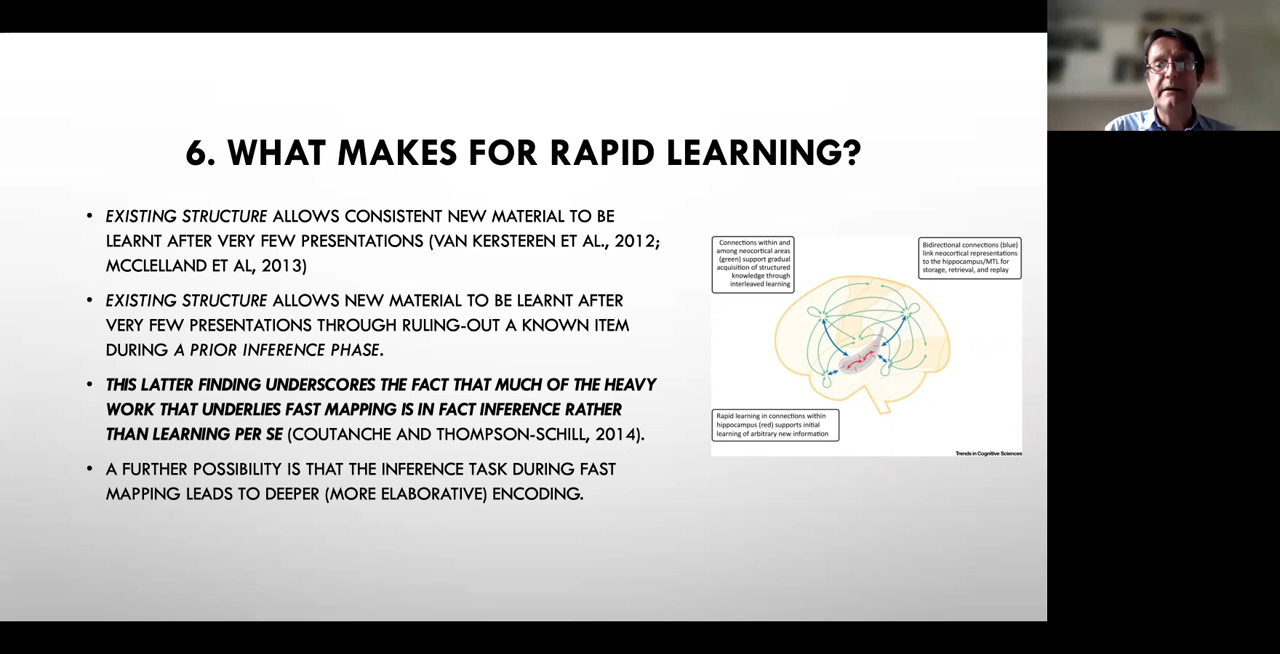 6. WHAT MAKES FOR RAPID LEARNING?
• EXISTING STRUCTURE ALLOWS CONSISTENT NEW MATERIAL TO BE
LEARNT AFTER VERY FEW PRESENTATIONS (VAN KERSTEREN ET AL., 2012;
MCCLELLAND ET AL, 2013)
• EXISTING STRUCTURE ALLOWS NEW MATERIAL TO BE LEARNT AFTER
VERY FEW PRESENTATIONS THROUGH RULING-OUT A KNOWN ITEM
DURING A PRIOR INFERENCE PHASE.
• THIS LATTER FINDING UNDERSCORES THE FACT THAT MUCH OF THE HEAVY
WORK THAT UNDERLIES FAST MAPPING IS IN FACT INFERENCE RATHER
THAN LEARNING PER SE (COUTANCHE AND THOMPSON-SCHILL, 2014).
• A FURTHER POSSIBILITY IS THAT THE INFERENCE TASK DURING FAST
MAPPING LEADS TO DEEPER (MORE ELABORATIVE) ENCODING.
Connections within and
among neocortical areas
(green) support gradual
acquisition of structured
knowledge through
interleaved learning
Bidirectional connections (blue)
link neocortical representations
to the hippocampus/MTL for
storage, retrieval, and replay
Rapid learning in connections within
hippocampus (red) supports initial
learning of arbitrary new information
Trends in Cognitive Sciences